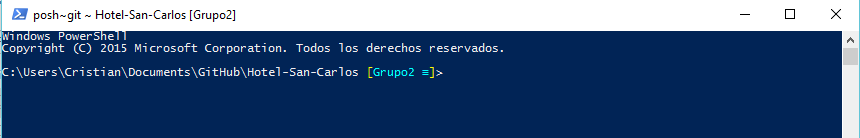 posh~git ~ Hotel-San-Carlos [Grupo2]
Windows PowerShell
Copyright (C) 2015 Microsoft Corporation. Todos los derechos reservados.
C:\Users\Cristian\Documents\GitHub\Hotel-San-Carlos [Grupo2 ≡]>